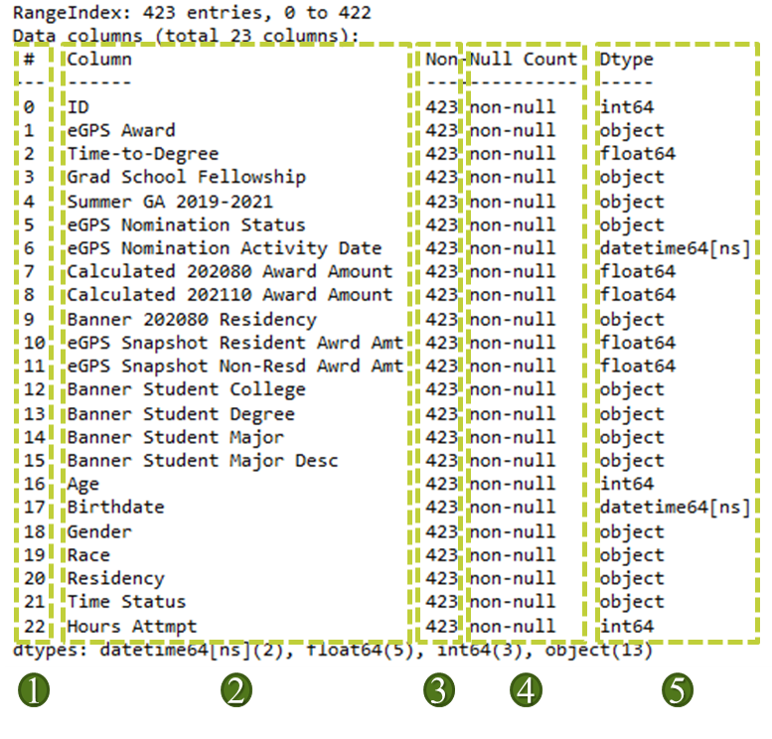 RangeIndex: 423 entries, 0 to 422
Data columns (total 23 columns):
# Column Non-Null Count Dtype
--- ------ -------------- -----
0 ID 423 non-null int64
1 eGPS Award 423 non-null object
2 Time-to-Degree 423 non-null float64
3 Grad School Fellowship 423 non-null object
4 Summer GA 2019-2021 423 non-null object
5 eGPS Nomination Status 423 non-null object
6 eGPS Nomination Activity Date 423 non-null datetime64[ns]
7 Calculated 202080 Award Amount 423 non-null float64
8 Calculated 202110 Award Amount 423 non-null float64
9 Banner 202080 Residency 423 non-null object
10 eGPS Snapshot Resident Awrd Amt 423 non-null float64
11 eGPS Snapshot Non-Resd Awrd Amt 423 non-null float64
12 Banner Student College 423 non-null object
13 Banner Student Degree 423 non-null object
14 Banner Student Major 423 non-null object
15 Banner Student Major Desc 423 non-null object
16 Age 423 non-null int64
17 Birthdate 423 non-null datetime64[ns]
18 Gender 423 non-null object
19 Race 423 non-null object
20 Residency 423 non-null object
21 Time Status 423 non-null object
22 Hours Attmpt 423 non-null int64
dtypes: datetime64[ns](2), float64(5), int64(3), object(13)
1 2 3 4 5